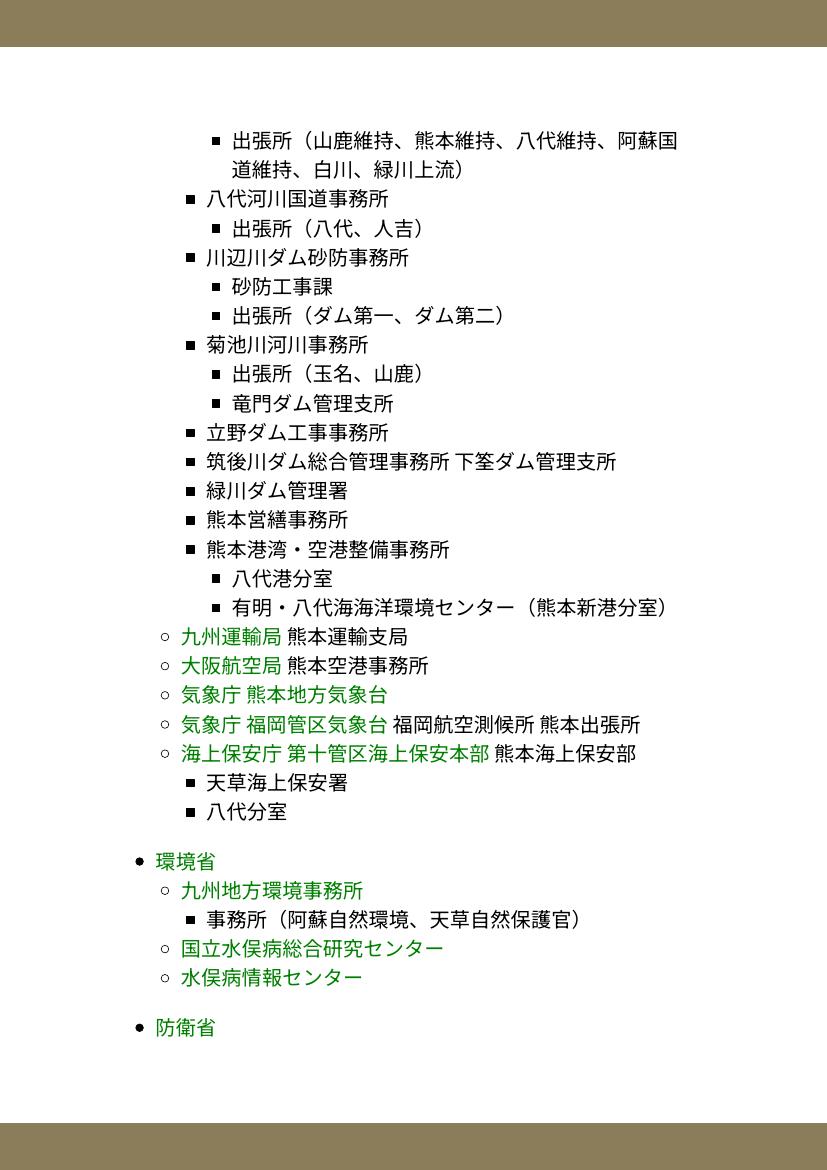 出張所（山鹿維持、熊本維持、八代維持、阿蘇国
道維持、白川、緑川上流）
八代河川国道事務所
出張所（八代、人吉）
川辺川ダム砂防事務所
砂防工事課
出張所（ダム第一、ダム第二）
菊池川河川事務所
出張所（玉名、山鹿）
竜門ダム管理支所
立野ダム工事事務所
筑後川ダム総合管理事務所 下筌ダム管理支所
緑川ダム管理署
熊本営繕事務所
熊本港湾・空港整備事務所
八代港分室
有明・八代海海洋環境センター（熊本新港分室）
九州運輸局 熊本運輸支局
大阪航空局 熊本空港事務所
気象庁 熊本地方気象台
気象庁 福岡管区気象台 福岡航空測候所 熊本出張所
海上保安庁 第十管区海上保安本部 熊本海上保安部
天草海上保安署
八代分室
環境省
九州地方環境事務所
事務所（阿蘇自然環境、天草自然保護官）
国立水俣病総合研究センター
水俣病情報センター
防衛省